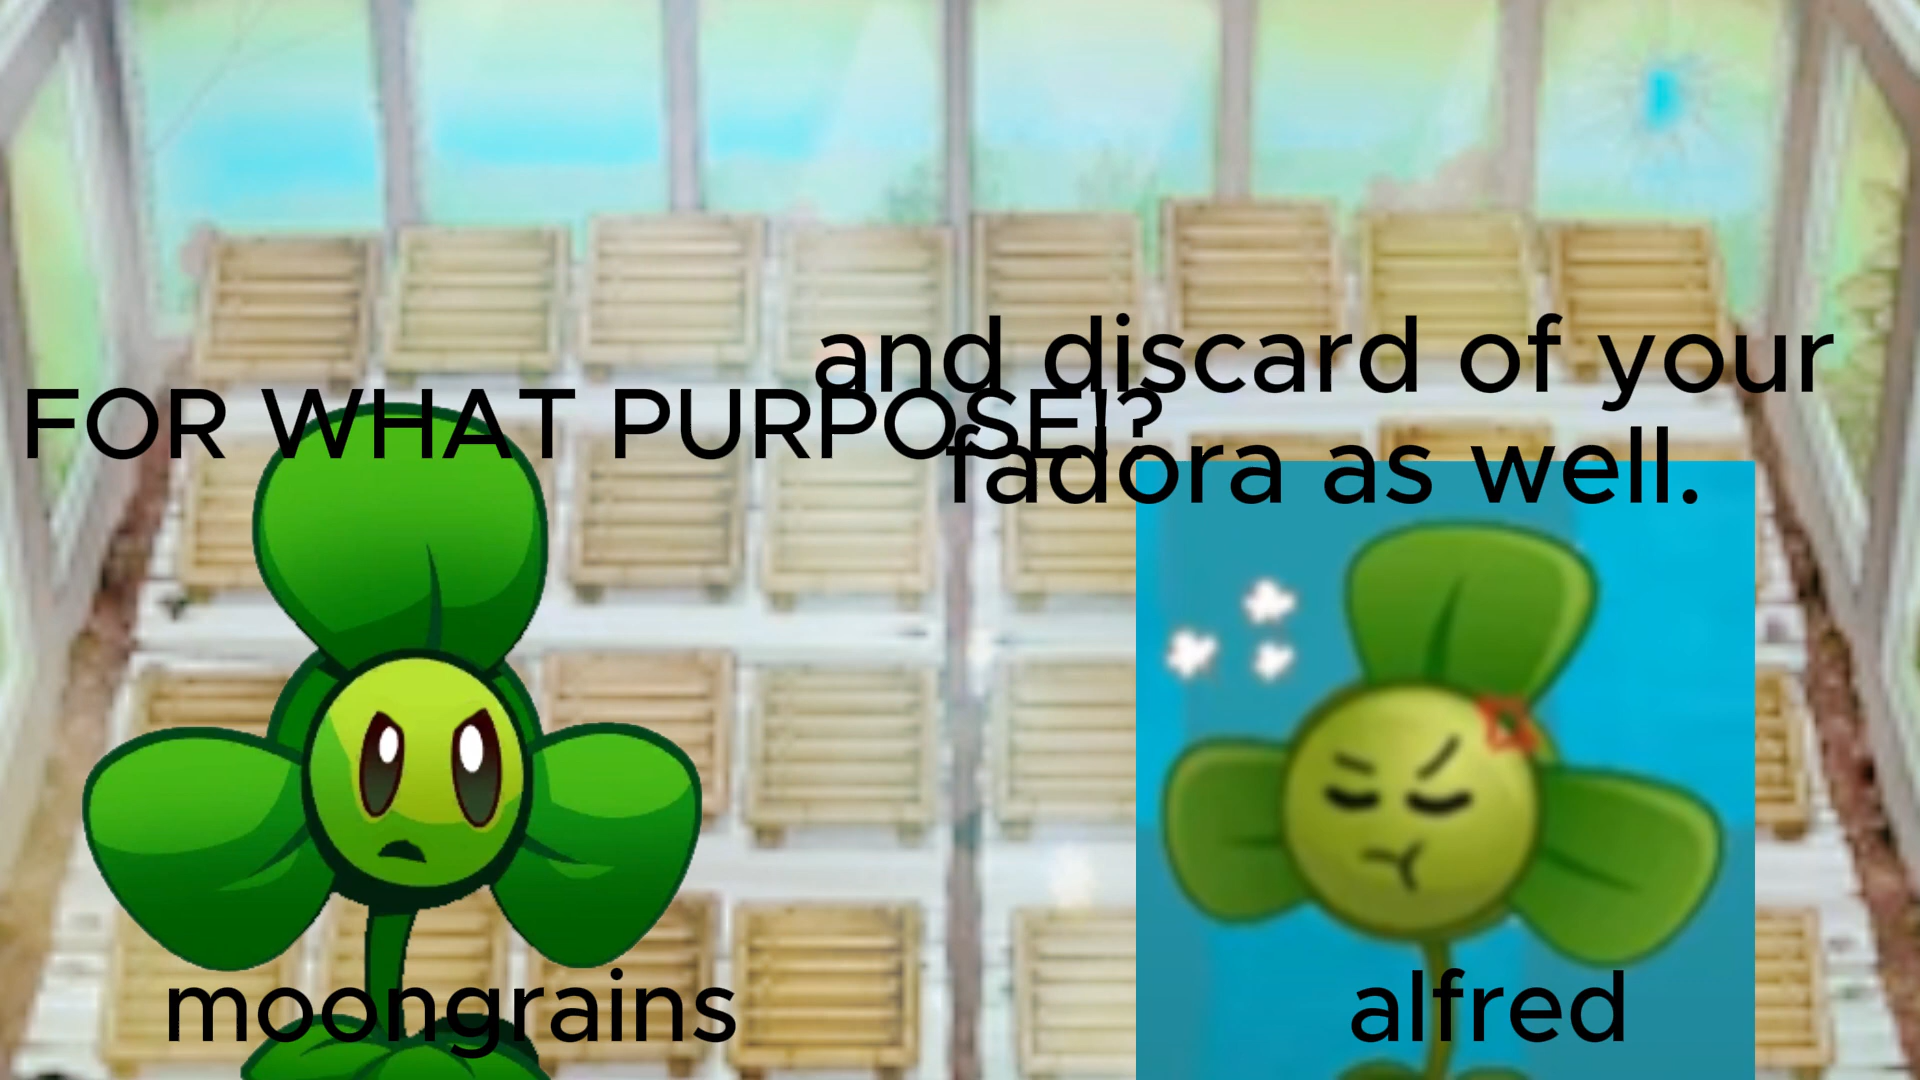 FOR WHAT PURPOSE!?
and discard of your
fadora as well.
moongrains
alfred